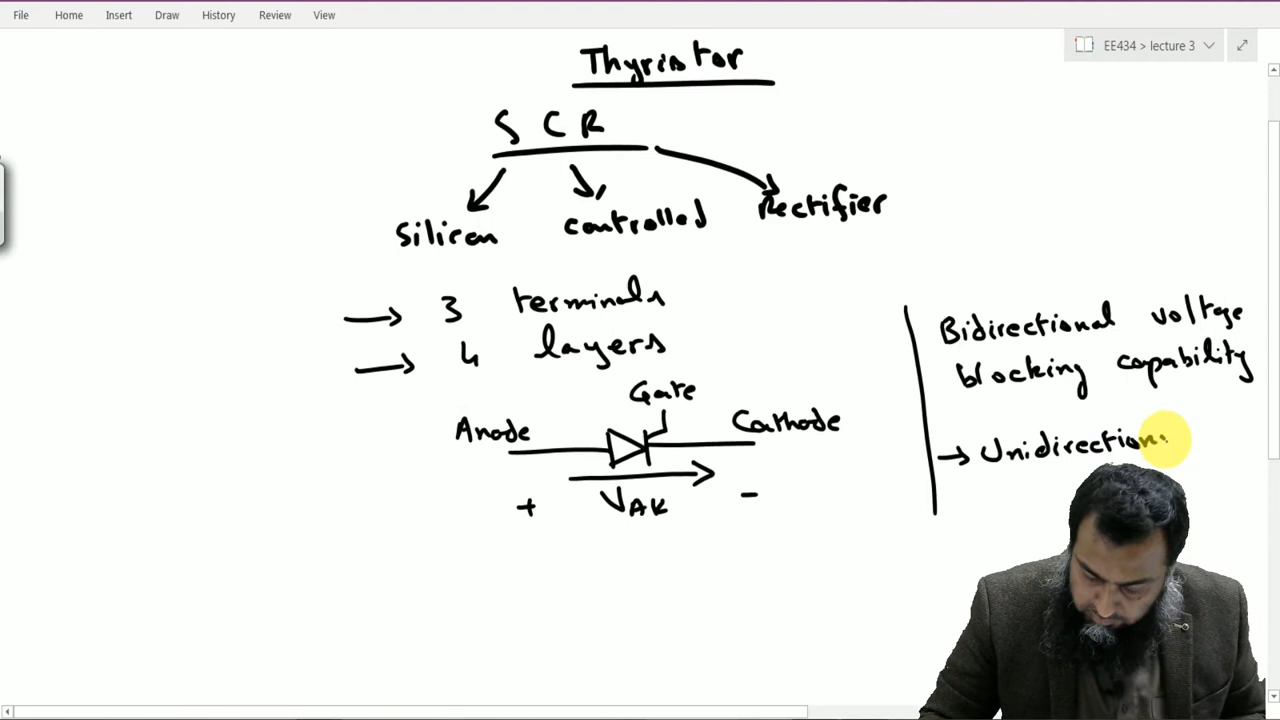 File Home Insert Draw History Review View
EE434 > lecture 3
Thyristor
S C R
Silicon controlled Rectifier
→ 3 terminals
→ 4 layers
Gate
Anode Cathode
+ VAK -
Bidirectional voltage
blocking capability
→ Unidirection